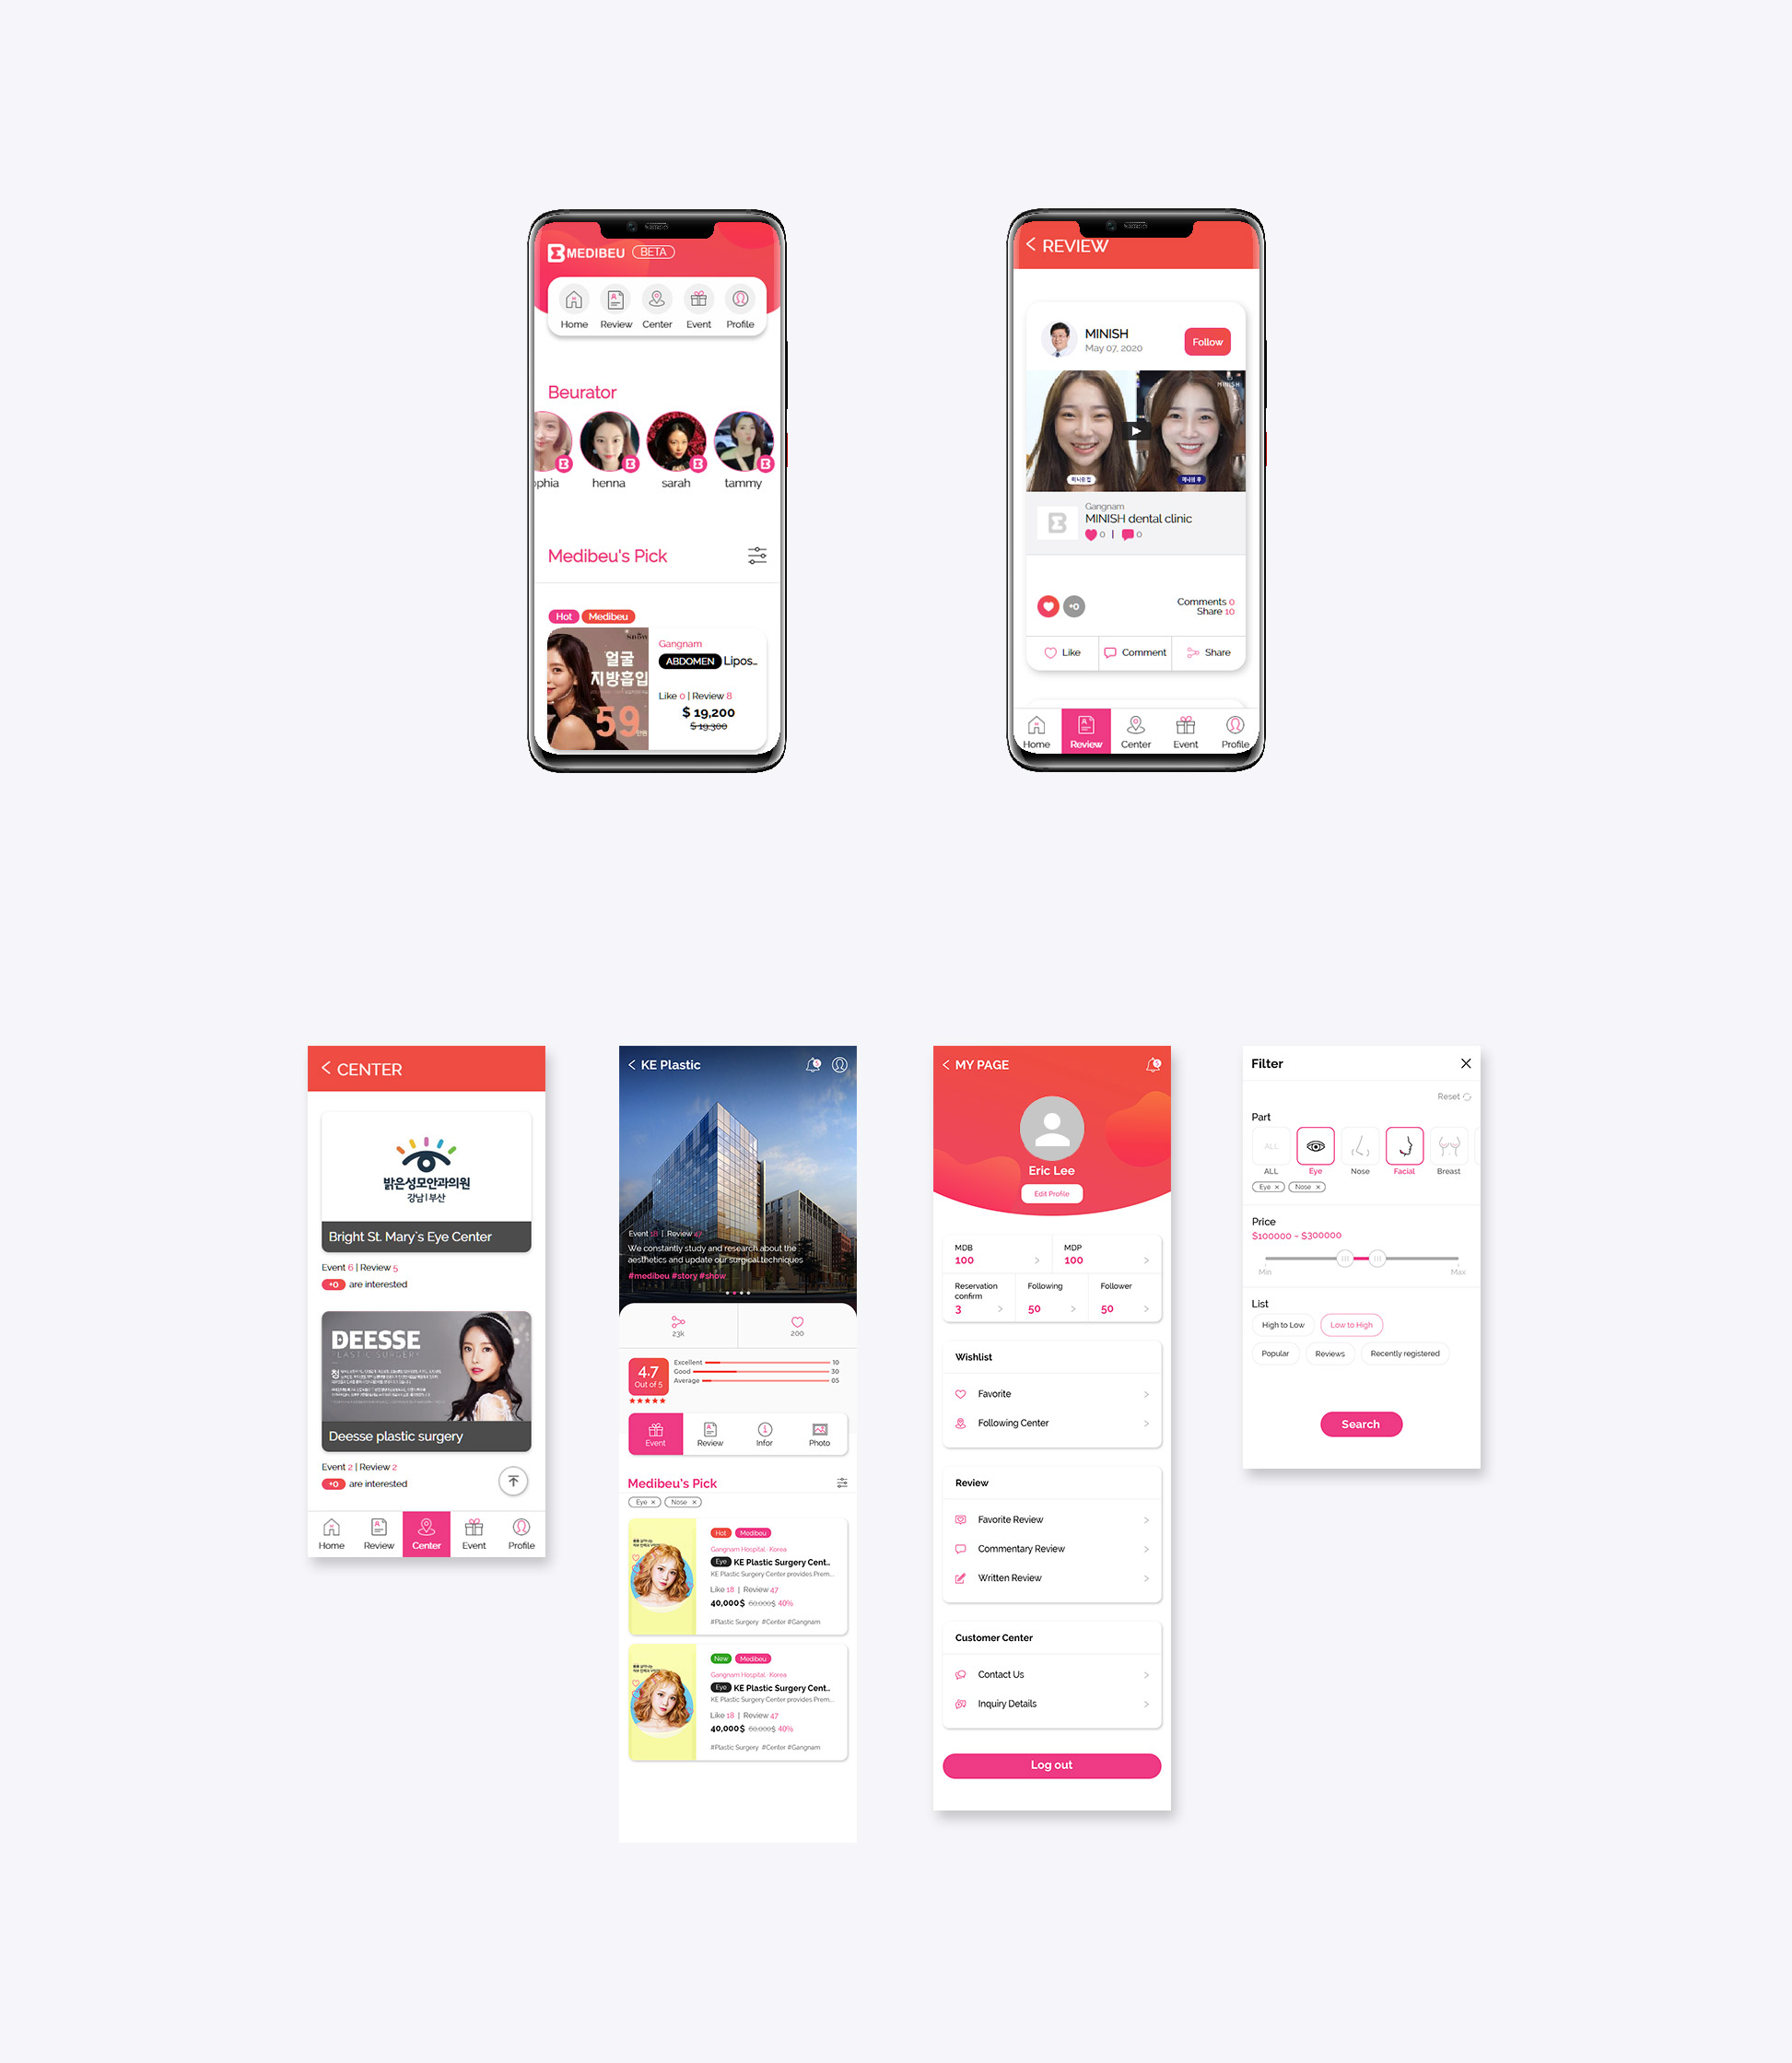 MEDIBEU BETA
Home Review Center Event Profile
Beurator
ophia henna sarah tammy
Medibeu's Pick
Hot Medibeu
얼굴
지방흡입
59
Gangnam
ABDOMEN Lipos...
Like 0 | Review 8
$ 19,200
$ 19,300
REVIEW
MINISH
May 07, 2020
Follow
MINISH
Gangnam
MINISH dental clinic
0 | 0
+0
Comments 0
Share 10
Like Comment Share
Home Review Center Event Profile
CENTER
밝은성모안과의원
강남 | 부산
Bright St. Mary`s Eye Center
Event 6 | Review 5
+0 are interested
DEESSE
PLASTIC SURGERY
Deesse plastic surgery
Event 2 | Review 2
+0 are interested
Home Review Center Event Profile
KE Plastic
5
Event 18 | Review 47
We constantly study and research about the
aesthetics and update our surgical techniques
#medibeu #story #show
23k 200
4.7
Out of 5
Excellent 10
Good 30
Average 05
Event Review Infor Photo
Medibeu's Pick
Eye × Nose ×
Hot Medibeu
Gangnam Hospital · Korea
Eye KE Plastic Surgery Cent..
KE Plastic Surgery Center provides Prem...
Like 18 | Review 47
40,000$ 60,000$ 40%
#Plastic Surgery #Center #Gangnam
New Medibeu
Gangnam Hospital · Korea
Eye KE Plastic Surgery Cent..
KE Plastic Surgery Center provides Prem...
Like 18 | Review 47
40,000$ 60,000$ 40%
#Plastic Surgery #Center #Gangnam
MY PAGE
5
Eric Lee
Edit Profile
MDB MDP
100 100
Reservation Following Follower
confirm
3 50 50
Wishlist
Favorite
Following Center
Review
Favorite Review
Commentary Review
Written Review
Customer Center
Contact Us
Inquiry Details
Log out
Filter
Reset
Part
ALL
ALL Eye Nose Facial Breast
Eye × Nose ×
Price
$100000 ~ $300000
Min Max
List
High to Low Low to High
Popular Reviews Recently registered
Search